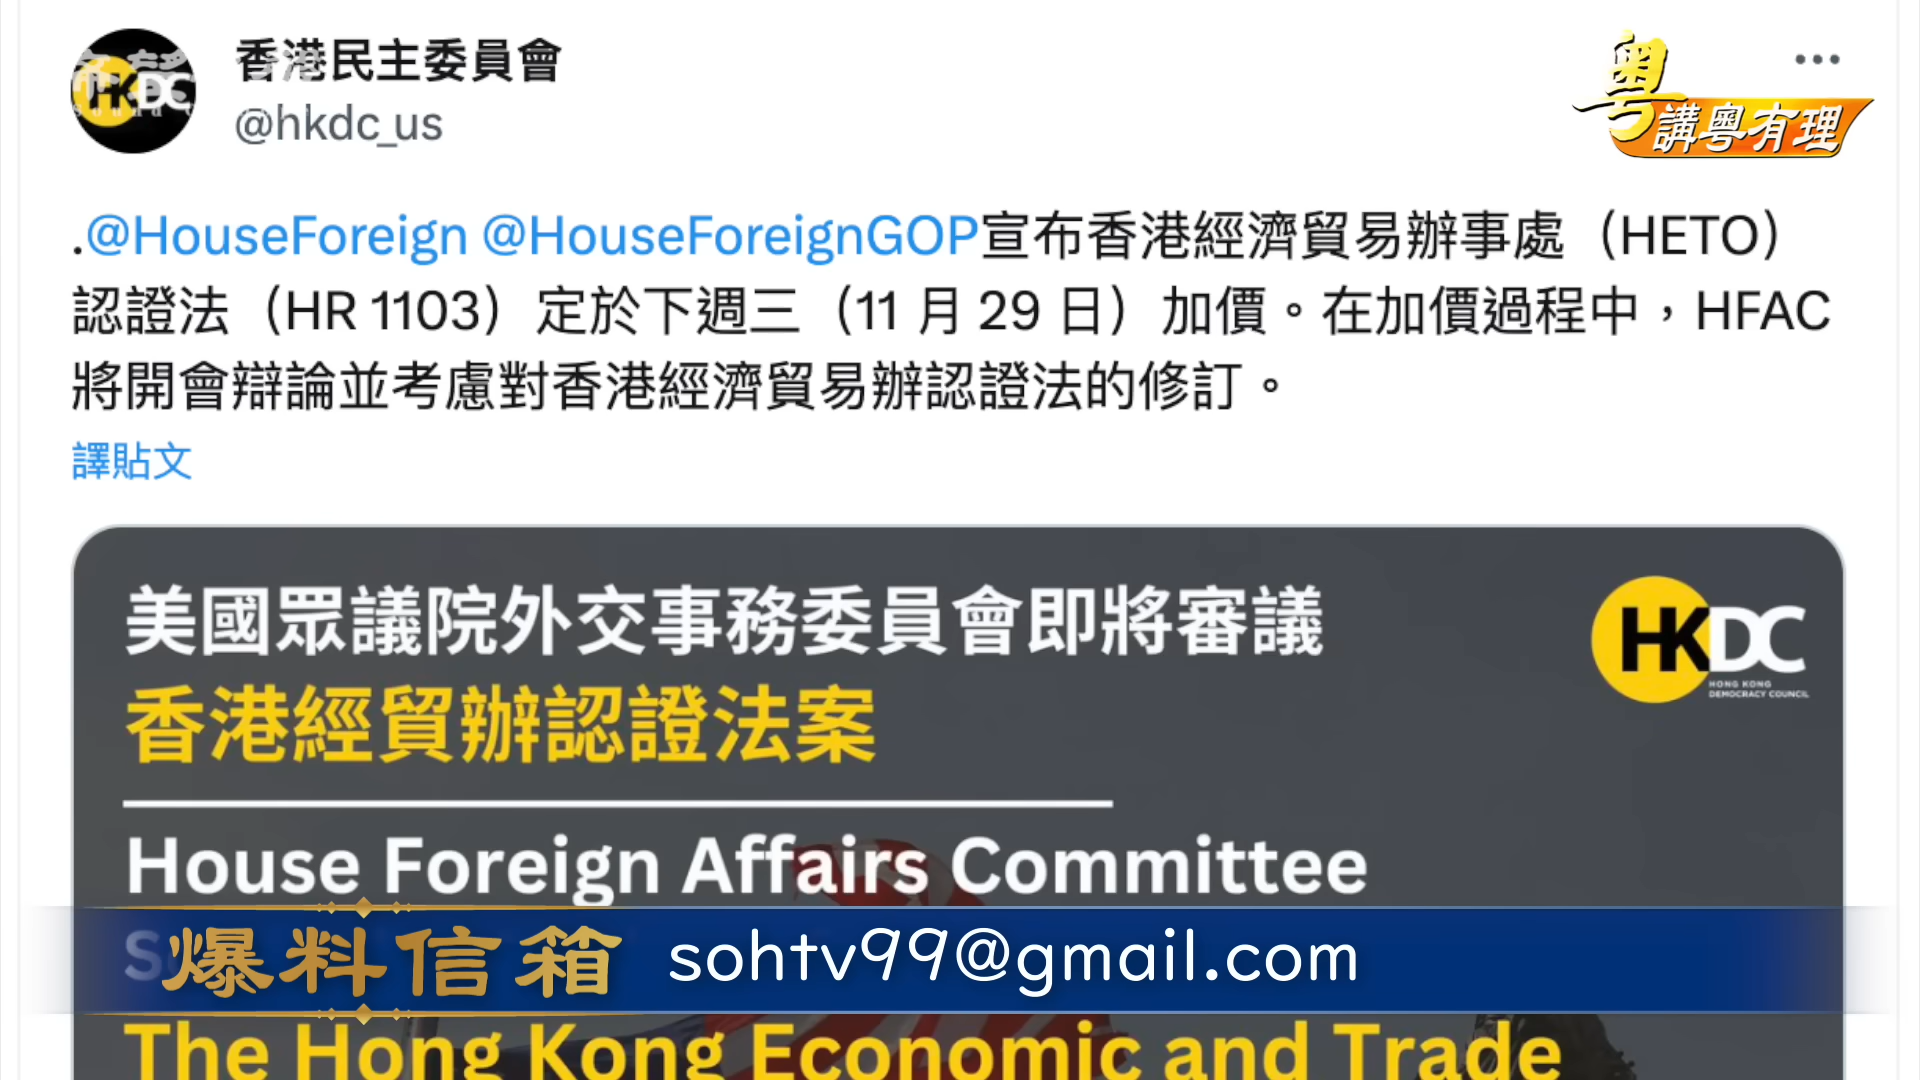 香港民主委員會
@hkdc_us
粵講粵有理
.@HouseForeign @HouseForeignGOP宣布香港經濟貿易辦事處（HETO）
認證法（HR 1103）定於下週三（11 月 29 日）加價。在加價過程中，HFAC
將開會辯論並考慮對香港經濟貿易辦認證法的修訂。
譯貼文
美國眾議院外交事務委員會即將審議
香港經貿辦認證法案
HKDC
HONG KONG
DEMOCRACY COUNCIL
House Foreign Affairs Committee
爆料信箱 sohtv99@gmail.com
The Hong Kong Economic and Trade